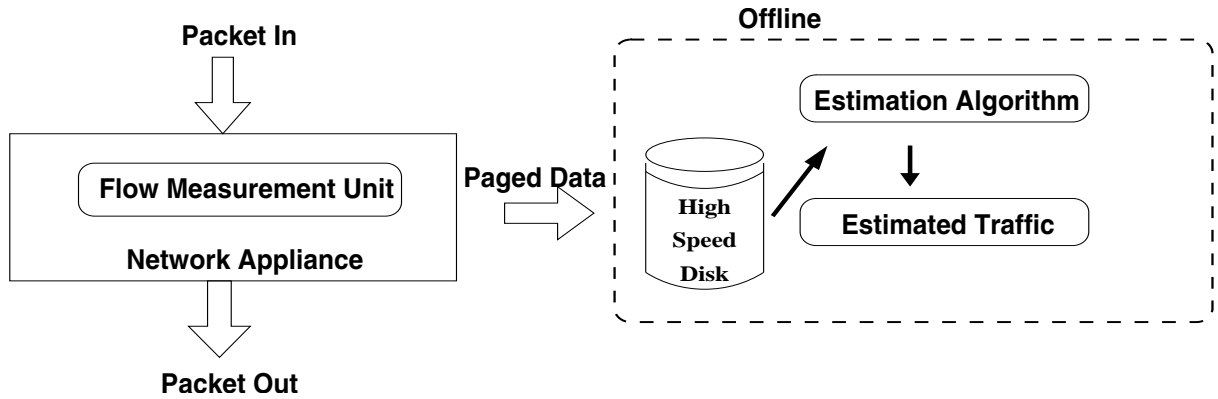 Packet In
Flow Measurement Unit
Network Appliance
Packet Out
Paged Data
Offline
High
Speed
Disk
Estimation Algorithm
Estimated Traffic